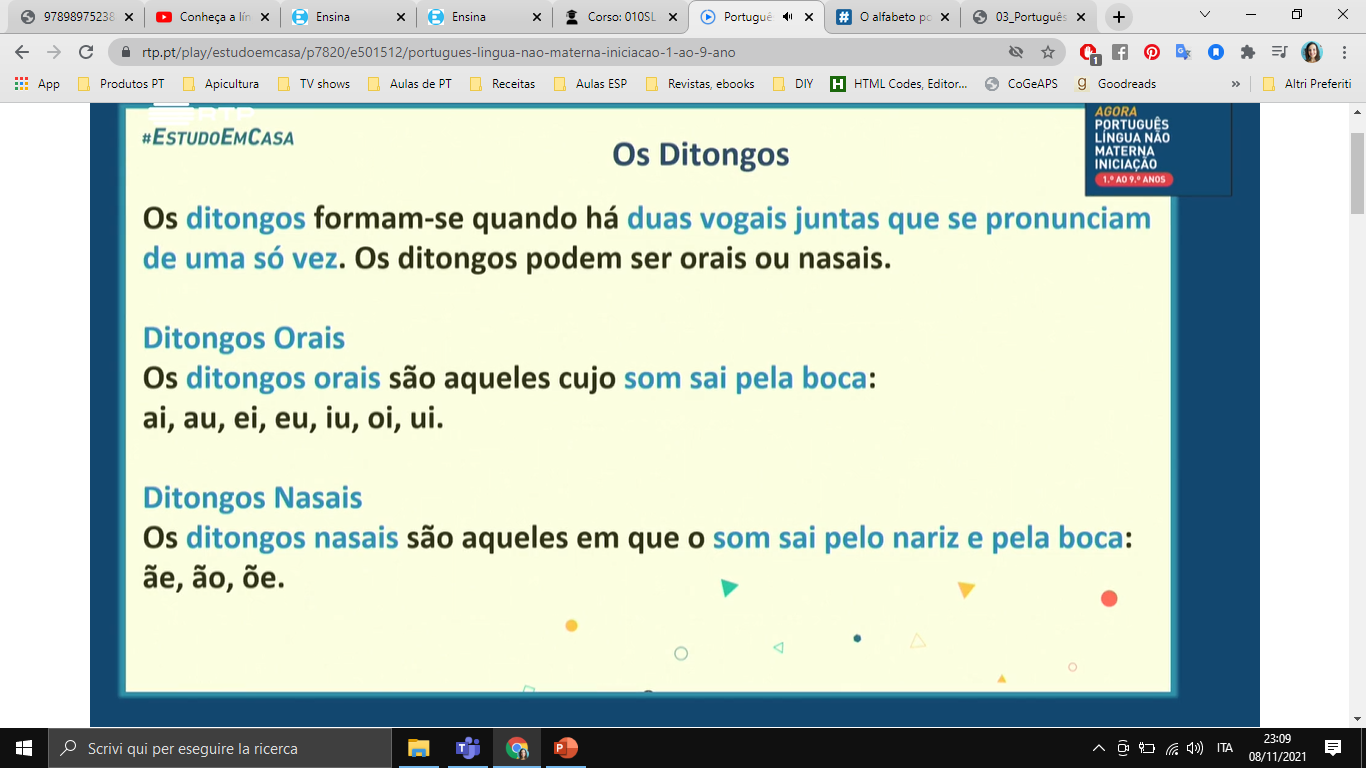 97898975238
Conheça a lín
Ensina
Ensina
Corso: 010SL
Portuguê
O alfabeto po
03_Português
rtp.pt/play/estudoemcasa/p7820/e501512/portugues-lingua-nao-materna-iniciacao-1-ao-9-ano
1
App
Produtos PT
Apicultura
TV shows
Aulas de PT
Receitas
Aulas ESP
Revistas, ebooks
DIY
HTML Codes, Editor...
CoGeAPS
Goodreads
»
Altri Preferiti
RTP
#ESTUDOEMCASA
AGORA
PORTUGUÊS
LÍNGUA NÃO
MATERNA
INICIAÇÃO
1.º AO 9.º ANOS
Os Ditongos
Os ditongos formam-se quando há duas vogais juntas que se pronunciam
de uma só vez. Os ditongos podem ser orais ou nasais.
Ditongos Orais
Os ditongos orais são aqueles cujo som sai pela boca:
ai, au, ei, eu, iu, oi, ui.
Ditongos Nasais
Os ditongos nasais são aqueles em que o som sai pelo nariz e pela boca:
ãe, ão, õe.
Scrivi qui per eseguire la ricerca
ITA
23:09
08/11/2021